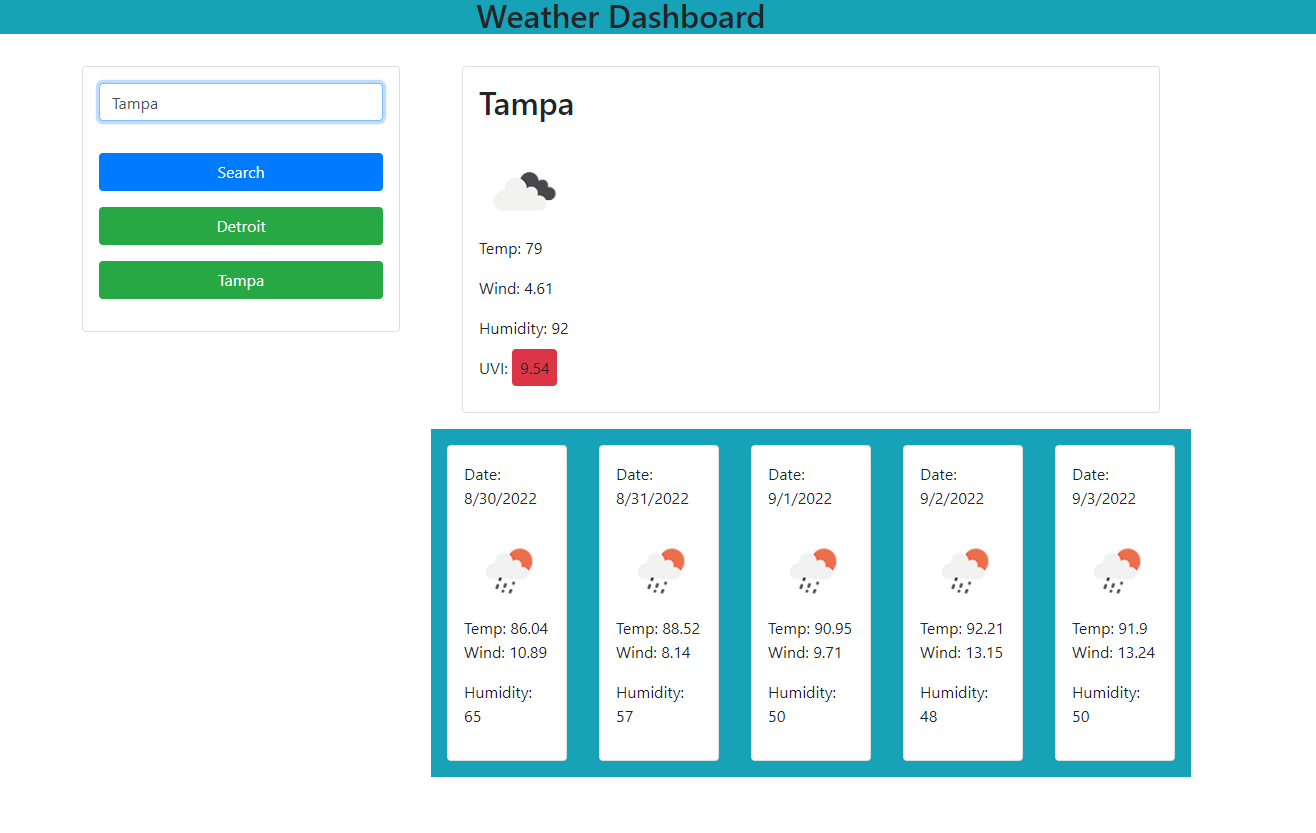 Weather Dashboard
Tampa
Search
Detroit
Tampa
Tampa
Temp: 79
Wind: 4.61
Humidity: 92
UVI: 9.54
Date:
8/30/2022
Temp: 86.04
Wind: 10.89
Humidity:
65
Date:
8/31/2022
Temp: 88.52
Wind: 8.14
Humidity:
57
Date:
9/1/2022
Temp: 90.95
Wind: 9.71
Humidity:
50
Date:
9/2/2022
Temp: 92.21
Wind: 13.15
Humidity:
48
Date:
9/3/2022
Temp: 91.9
Wind: 13.24
Humidity:
50